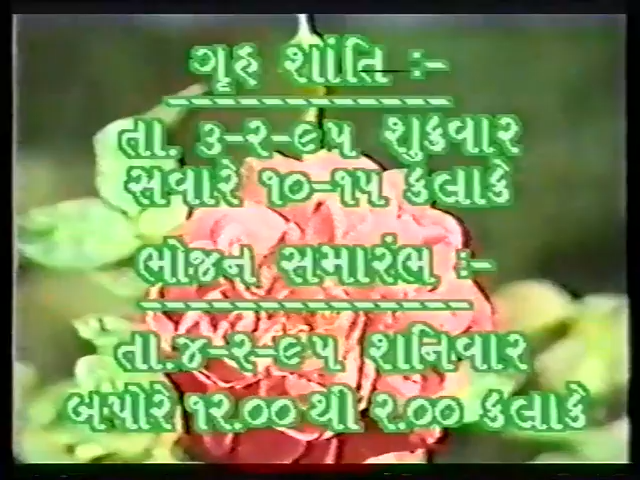 ગૃહ શાંતિ :-
તા. ૩-૨-૯૫ શુક્રવાર
સવારે ૧૦-૧૫ કલાકે
ભોજન સમારંભ :-
તા.૪-૨-૯૫ શનિવાર
બપોરે ૧૨.૦૦ થી ૨.૦૦ કલાકે